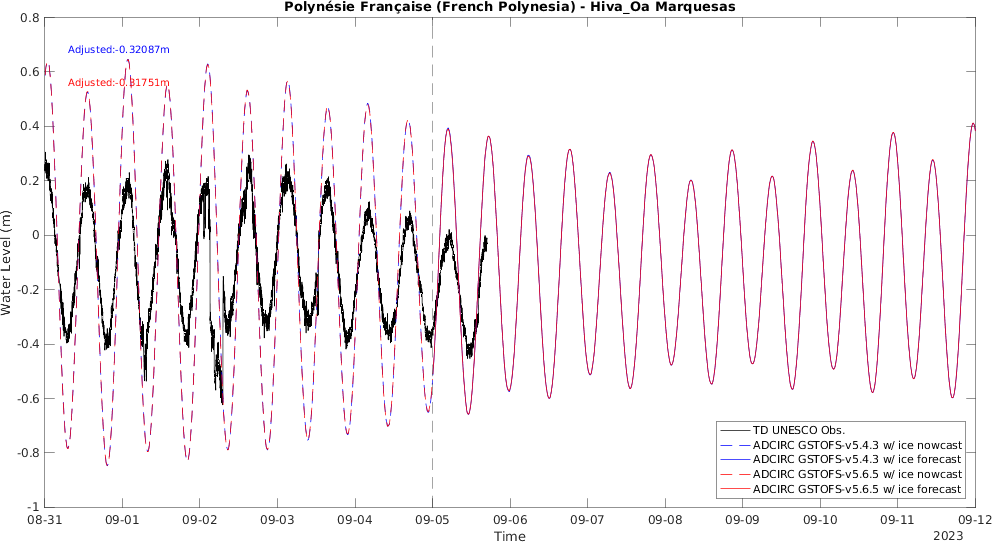 Polynésie Française (French Polynesia) - Hiva_Oa Marquesas
Adjusted:-0.32087m
Adjusted:-0.31751m
0.8
0.6
0.4
0.2
0
-0.2
-0.4
-0.6
-0.8
-1
Water Level (m)
TD UNESCO Obs.
ADCIRC GSTOFS-v5.4.3 w/ ice nowcast
ADCIRC GSTOFS-v5.4.3 w/ ice forecast
ADCIRC GSTOFS-v5.6.5 w/ ice nowcast
ADCIRC GSTOFS-v5.6.5 w/ ice forecast
08-31 09-01 09-02 09-03 09-04 09-05 09-06 09-07 09-08 09-09 09-10 09-11 09-12
Time
2023